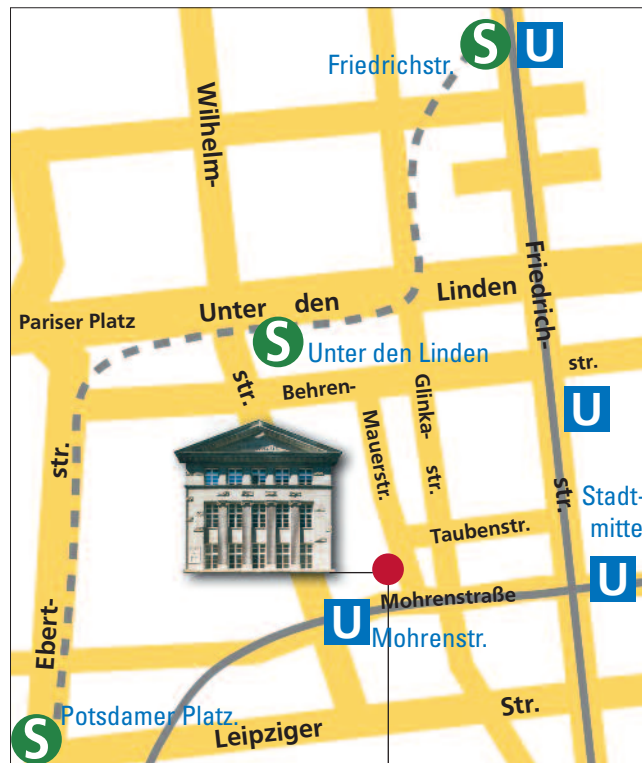 S U
Friedrichstr.
Wilhelm-
Friedrich-
Unter den Linden
Pariser Platz
S
Unter den Linden
str.
Behren-
str.
Glinka-
str.
Mauerstr.
U
str.
str.
Stadt-
mitte
Taubenstr.
U
Mohrenstraße
U Mohrenstr.
Ebert-
Potsdamer Platz.
S
Leipziger Str.